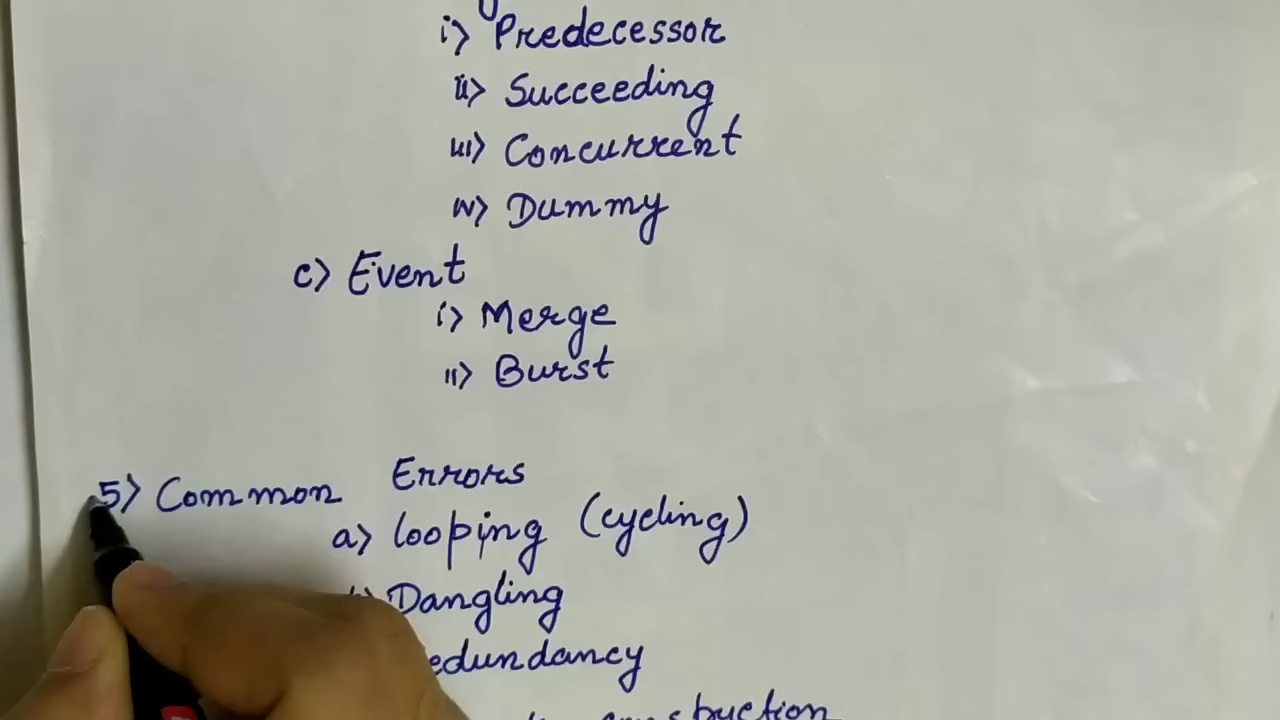 i) Predecessor
ii) Succeeding
iii) Concurrent
iv) Dummy
c) Event
i) Merge
ii) Burst
5) Common Errors
a) looping (cycling)
Dangling
edundancy